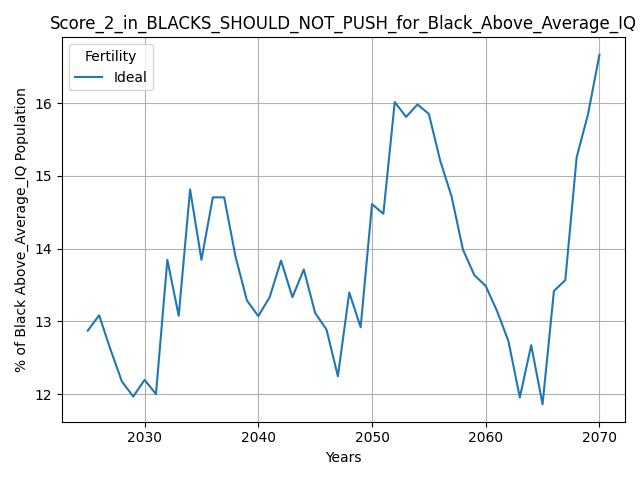 Score_2_in_BLACKS_SHOULD_NOT_PUSH_for_Black_Above_Average_IQ
Fertility
Ideal
% of Black Above_Average_IQ Population
16
15
14
13
12
2030 2040 2050 2060 2070
Years